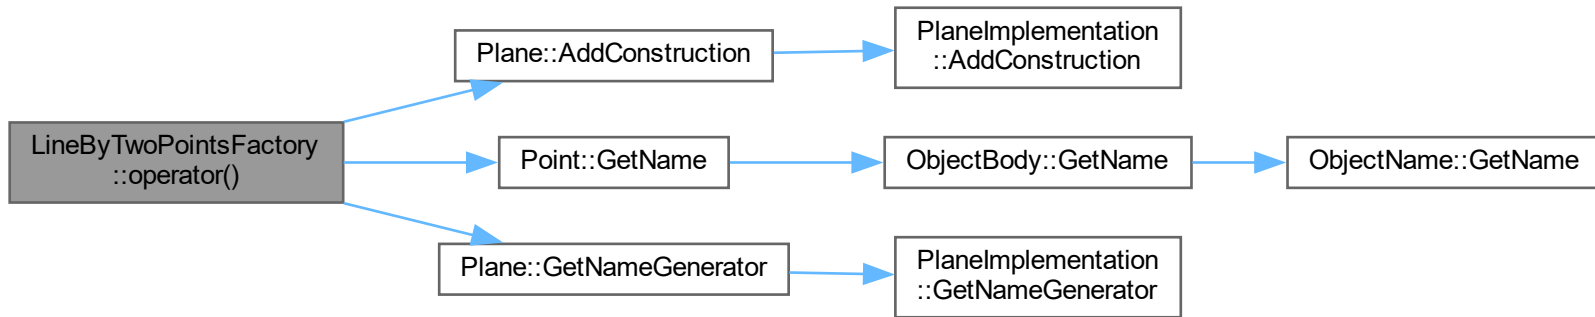 LineByTwoPointsFactory
::operator()
Plane::AddConstruction
PlaneImplementation
::AddConstruction
Point::GetName
ObjectBody::GetName
ObjectName::GetName
Plane::GetNameGenerator
PlaneImplementation
::GetNameGenerator